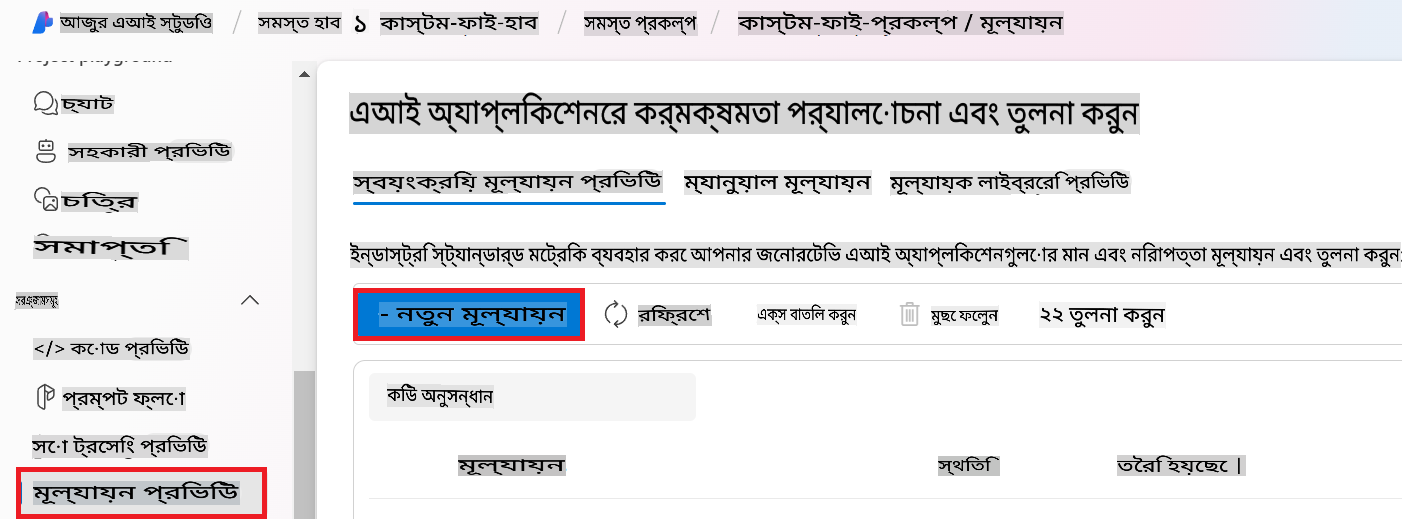 আজুর এআই স্টুডিও / সমস্ত হাব ১ কাস্টম-ফাই-হাব / সমস্ত প্রকল্প / কাস্টম-ফাই-প্রকল্প / মূল্যায়ন
Project playground
চ্যাট
সহকারী প্রিভিউ
চিত্র
সমাপ্তি
সরঞ্জামসমূহ
</> কোড প্রিভিউ
প্রম্পট ফ্লো
সো ট্রেসিং প্রিভিউ
মূল্যায়ন প্রিভিউ
এআই অ্যাপ্লিকেশনের কর্মক্ষমতা পর্যালোচনা এবং তুলনা করুন
স্বয়ংক্রিয় মূল্যায়ন প্রিভিউ ম্যানুয়াল মূল্যায়ন মূল্যায়ক লাইব্রেরি প্রিভিউ
ইন্ডাস্ট্রি স্ট্যান্ডার্ড মেট্রিক ব্যবহার করে আপনার জেনারেটিভ এআই অ্যাপ্লিকেশনগুলোর মান এবং নিরাপত্তা মূল্যায়ন এবং তুলনা করুন
- নতুন মূল্যায়ন রিফ্রেশ এক্স বাতিল করুন মুছে ফেলুন ২২ তুলনা করুন
কিউ অনুসন্ধান
মূল্যায়ন স্থিতি তৈরি হয়েছে |